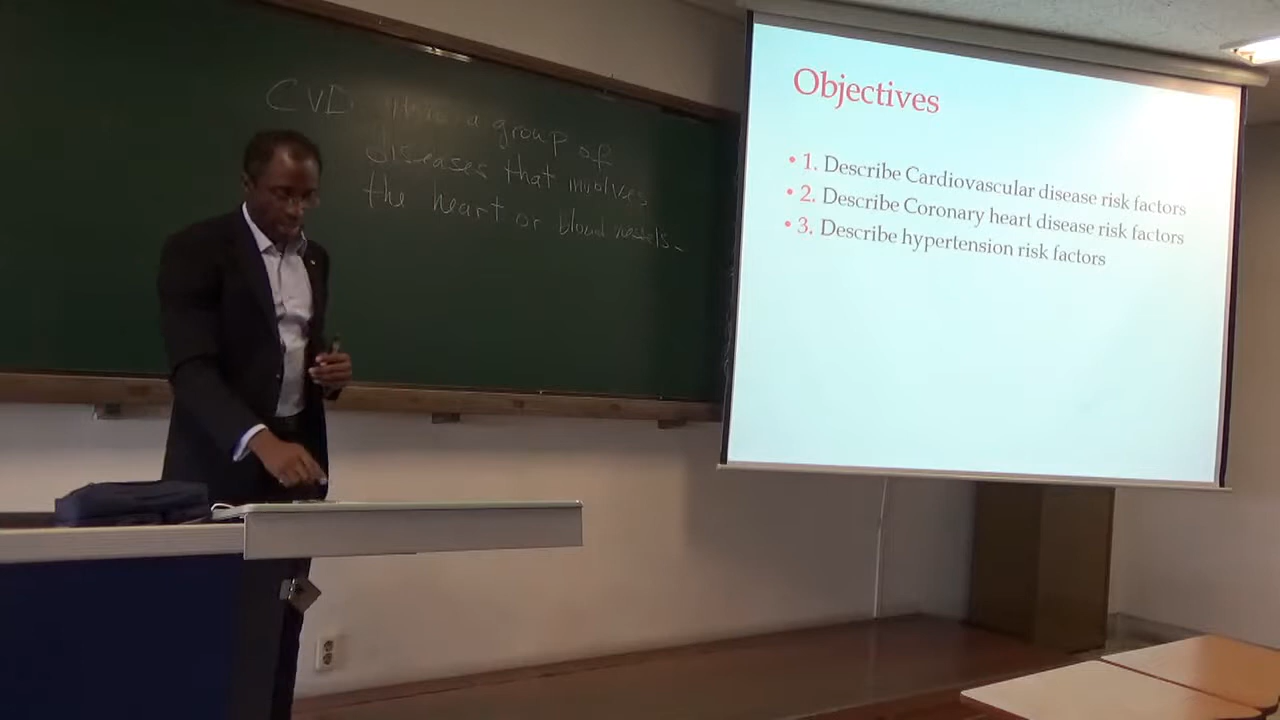 CVD a group of
diseases that involves
the heart or blood vessels.
Objectives
• 1. Describe Cardiovascular disease risk factors
• 2. Describe Coronary heart disease risk factors
• 3. Describe hypertension risk factors